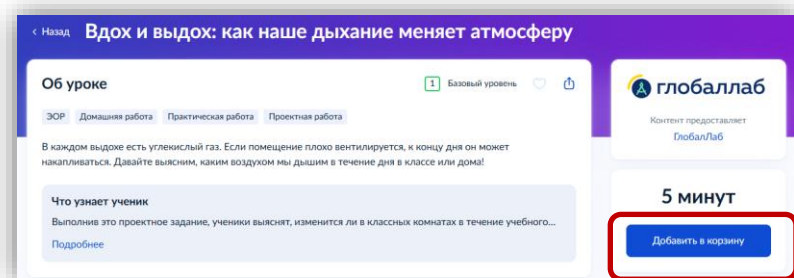 ‹ Назад Вдох и выдох: как наше дыхание меняет атмосферу
Об уроке
1 Базовый уровень
ЭОР Домашняя работа Практическая работа Проектная работа
В каждом выдохе есть углекислый газ. Если помещение плохо вентилируется, к концу дня он может
накапливаться. Давайте выясним, каким воздухом мы дышим в течение дня в классе или дома!
Что узнает ученик
Выполнив это проектное задание, ученики выяснят, изменится ли в классных комнатах в течение учебного...
Подробнее
глобаллаб
Контент предоставляет
ГлобалЛаб
5 минут
Добавить в корзину